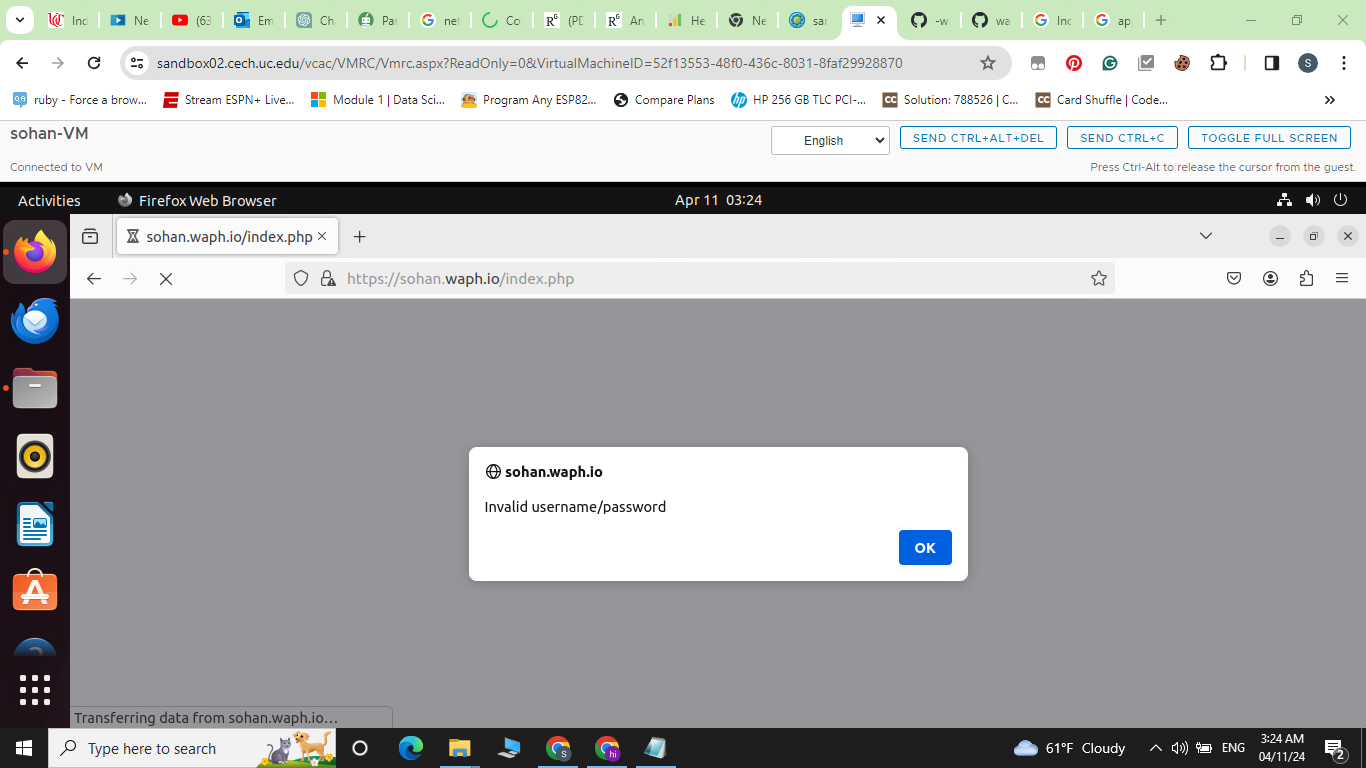 Ind
Ne
(63
Em
Ch
Par
net
Co
(PD
An
He
Ne
sar
-w
wa
Inc
ap
sandbox02.cech.uc.edu/vcac/VMRC/Vmrc.aspx?ReadOnly=0&VirtualMachineID=52f13553-48f0-436c-8031-8faf29928870
S
ruby - Force a brow...
Stream ESPN+ Live...
Module 1 | Data Sci...
Program Any ESP82...
Compare Plans
HP 256 GB TLC PCI-...
Solution: 788526 | C...
Card Shuffle | Code...
sohan-VM
English
SEND CTRL+ALT+DEL
SEND CTRL+C
TOGGLE FULL SCREEN
Connected to VM
Press Ctrl-Alt to release the cursor from the guest.
Activities
Firefox Web Browser
Apr 11 03:24
sohan.waph.io/index.php
https://sohan.waph.io/index.php
sohan.waph.io
Invalid username/password
OK
Transferring data from sohan.waph.io…
Type here to search
61°F Cloudy
ENG
3:24 AM
04/11/24
2